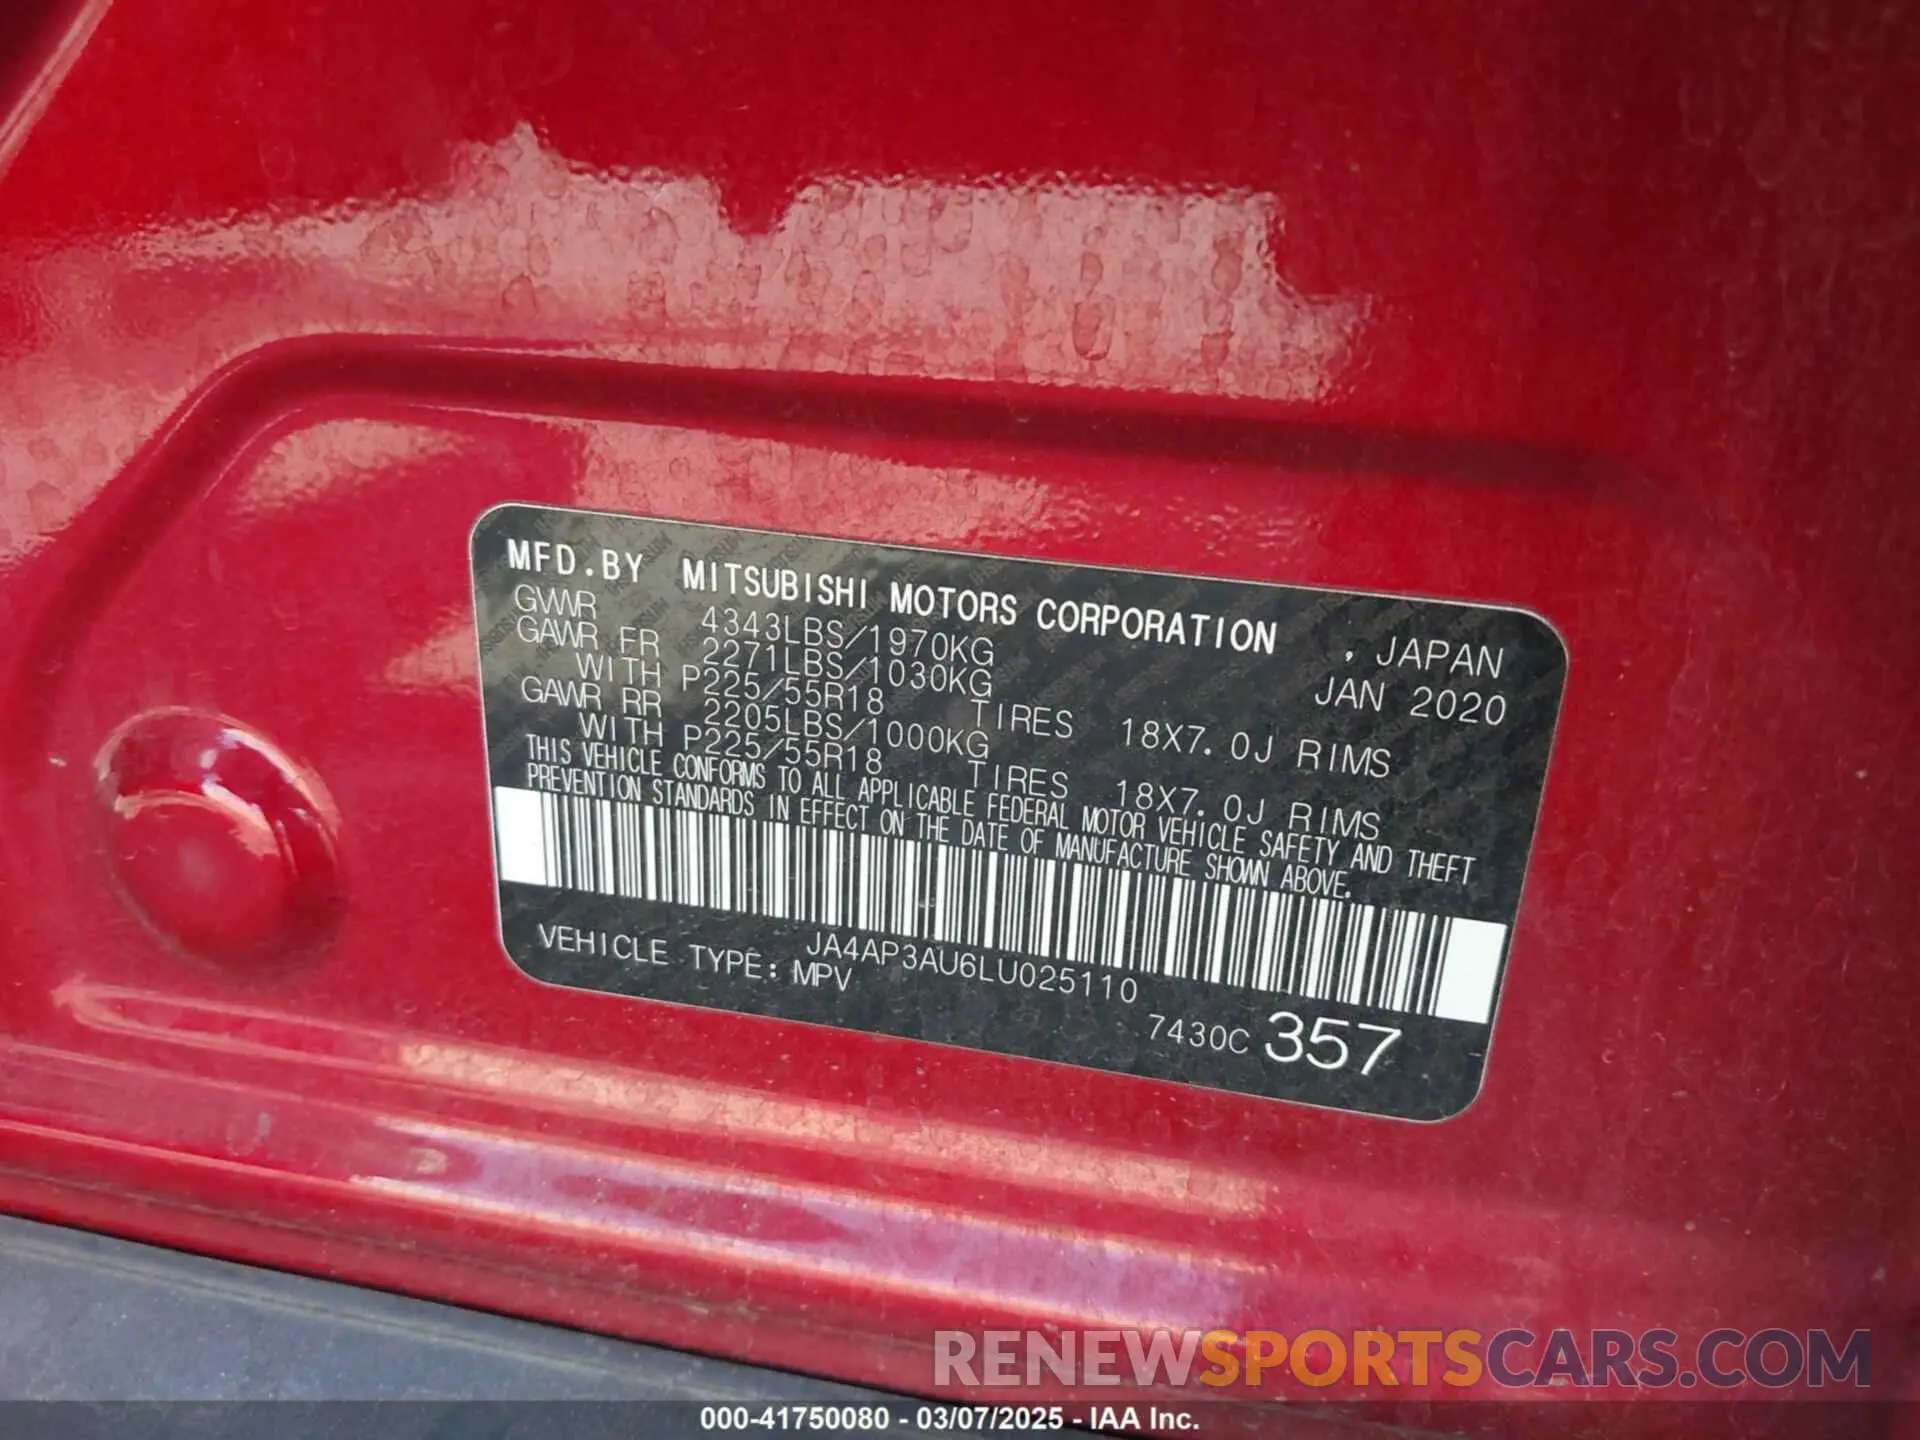 MFD.BY MITSUBISHI MOTORS CORPORATION , JAPAN
GVWR 4343LBS/1970KG JAN 2020
GAWR FR 2271LBS/1030KG
WITH P225/55R18 TIRES 18X7.0J RIMS
GAWR RR 2205LBS/1000KG
WITH P225/55R18 TIRES 18X7.0J RIMS
THIS VEHICLE CONFORMS TO ALL APPLICABLE FEDERAL MOTOR VEHICLE SAFETY AND THEFT
PREVENTION STANDARDS IN EFFECT ON THE DATE OF MANUFACTURE SHOWN ABOVE.
JA4AP3AU6LU025110
VEHICLE TYPE: MPV
7430C 357
RENEWSPORTSCARS.COM
000-41750080 - 03/07/2025 - IAA Inc.